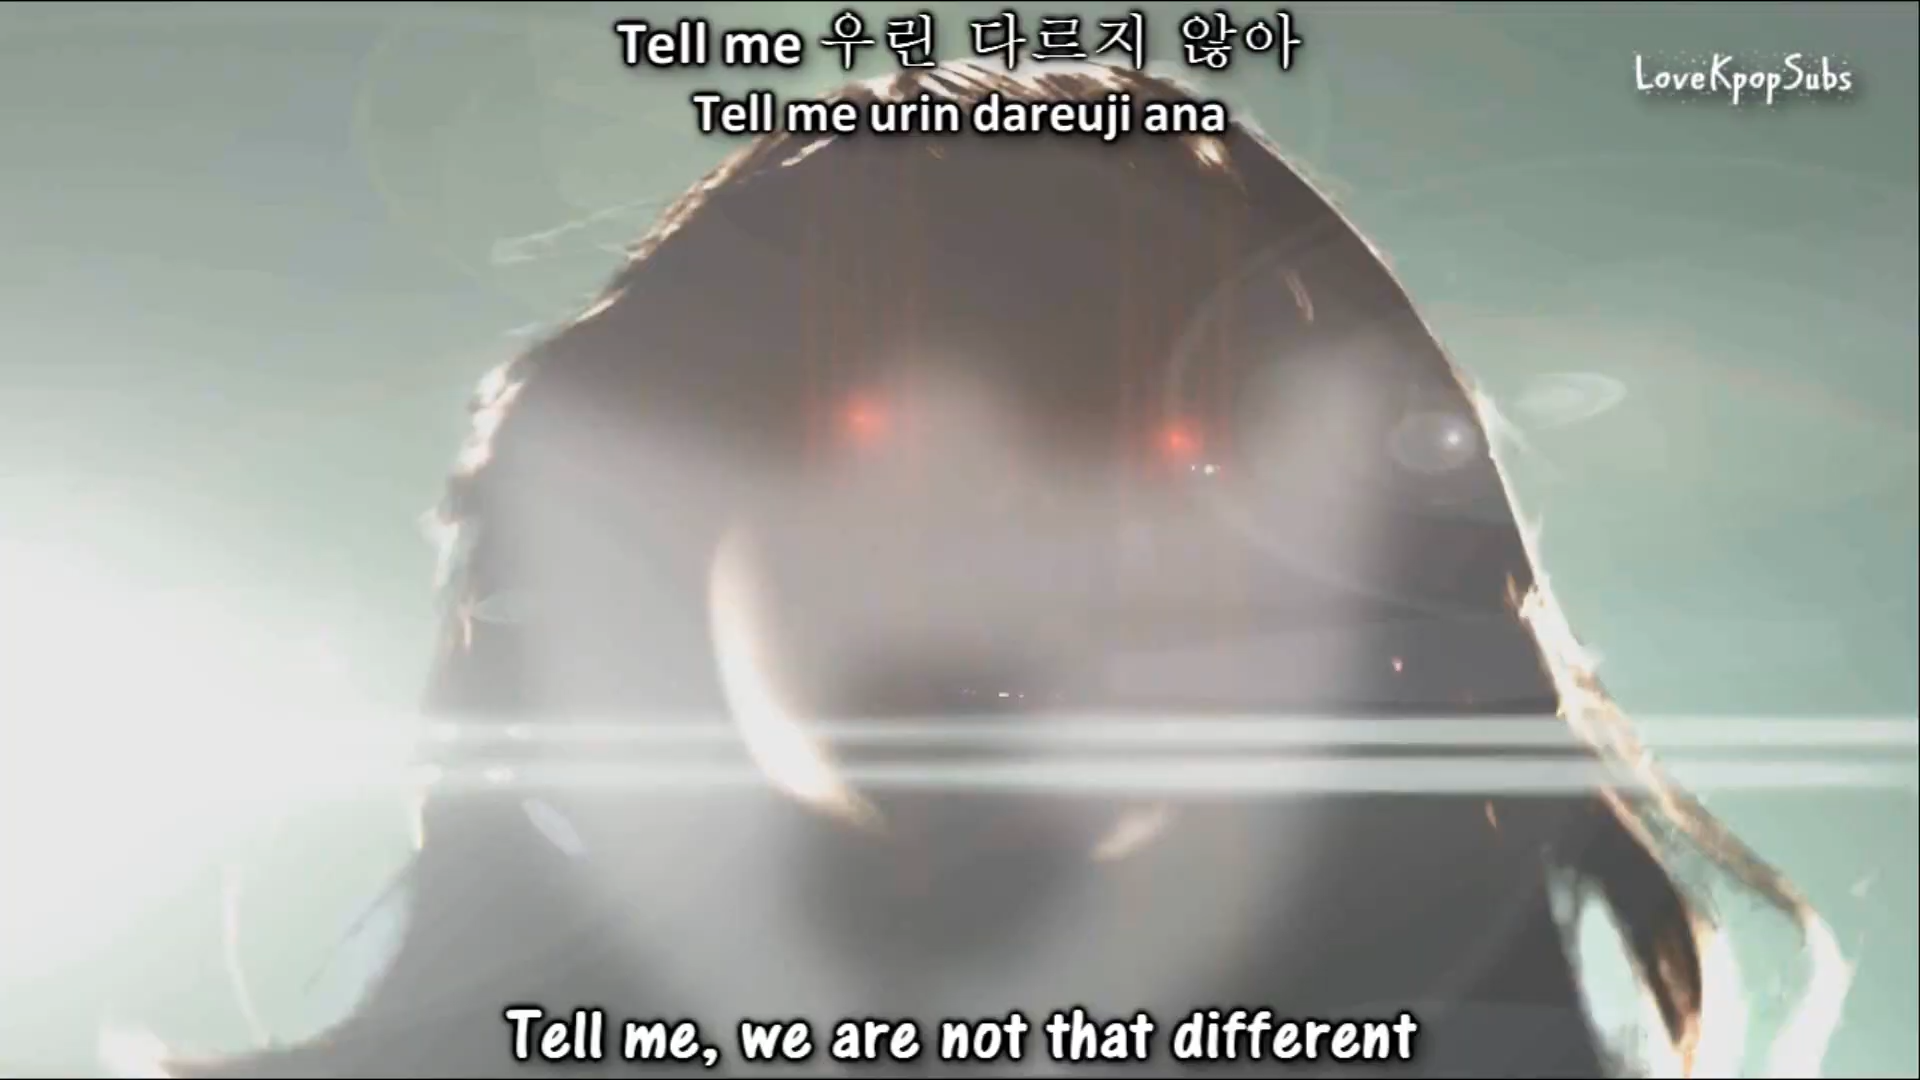 Tell me 우린 다르지 않아
LoveKpopSubs
Tell me urin dareuji ana
Tell me, we are not that different